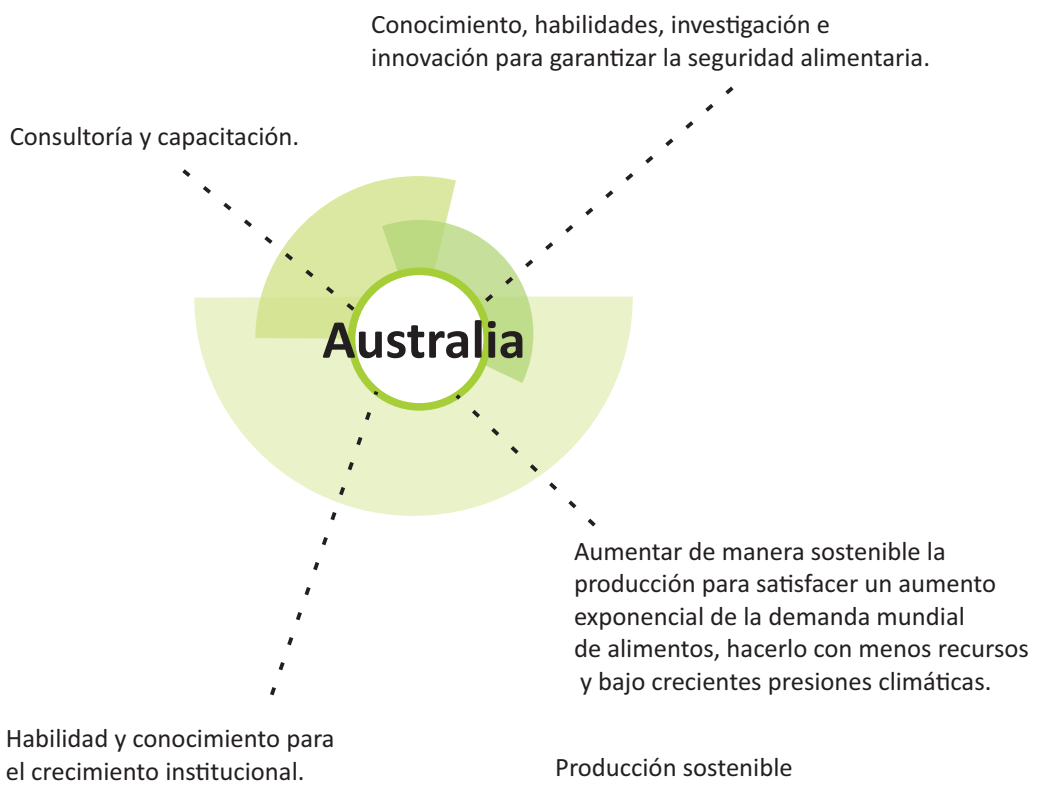 Conocimiento, habilidades, investigación e
innovación para garantizar la seguridad alimentaria.
Consultoría y capacitación.
Australia
Aumentar de manera sostenible la
producción para satisfacer un aumento
exponencial de la demanda mundial
de alimentos, hacerlo con menos recursos
y bajo crecientes presiones climáticas.
Habilidad y conocimiento para
el crecimiento institucional.
Producción sostenible